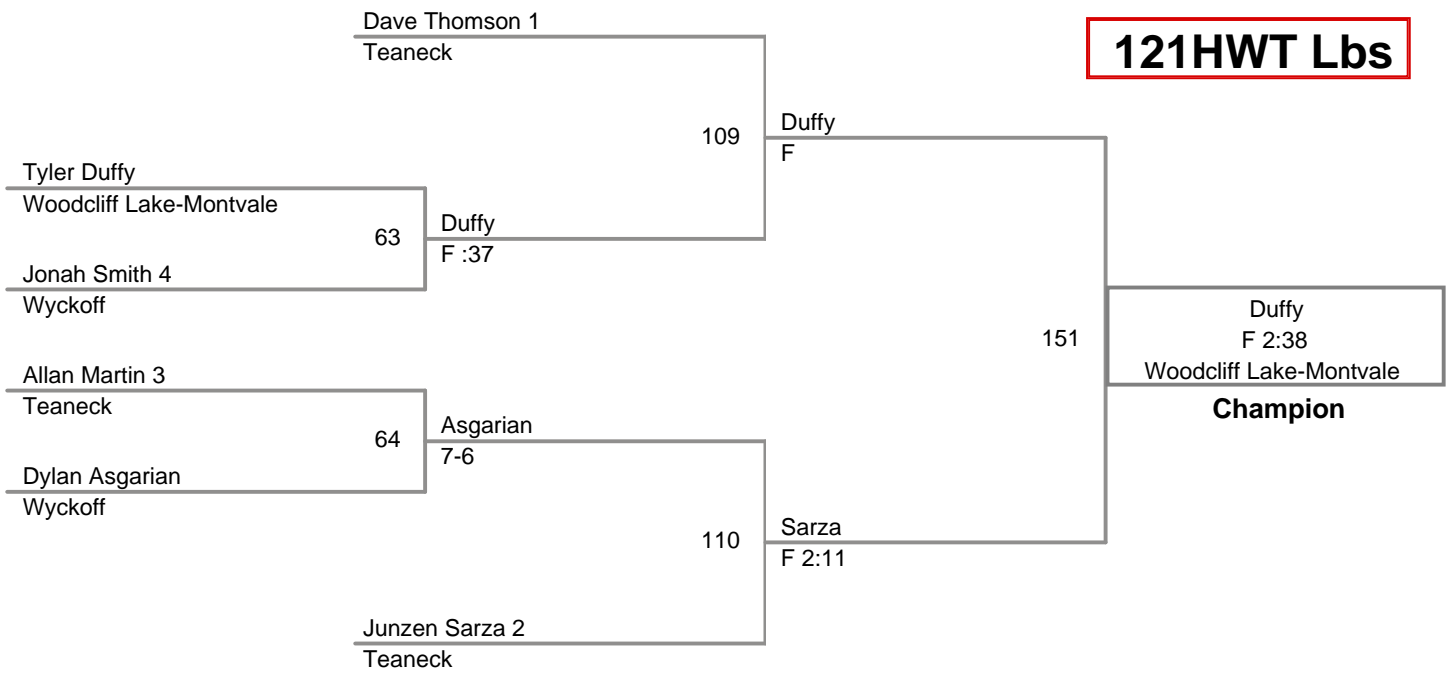 Dave Thomson 1
Teaneck
121HWT Lbs
109
Duffy
F
Tyler Duffy
Woodcliff Lake-Montvale
63
Duffy
F :37
Jonah Smith 4
Wyckoff
151
Duffy
F 2:38
Woodcliff Lake-Montvale
Champion
Allan Martin 3
Teaneck
64
Asgarian
7-6
Dylan Asgarian
Wyckoff
110
Sarza
F 2:11
Junzen Sarza 2
Teaneck